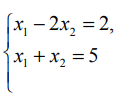 x₁ − 2x₂ = 2,
x₁ + x₂ = 5